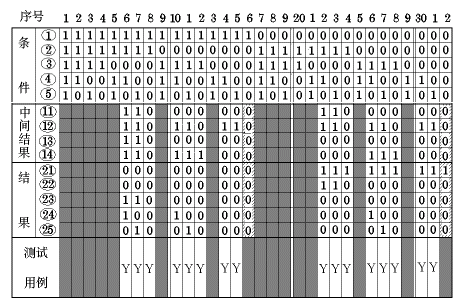 序号 1 2 3 4 5 6 7 8 9 10 1 2 3 4 5 6 7 8 9 20 1 2 3 4 5 6 7 8 9 30 1 2
条件
① 1 1 1 1 1 1 1 1 1 1 1 1 1 1 1 1 0 0 0 0 0 0 0 0 0 0 0 0 0 0 0 0
② 1 1 1 1 1 1 1 1 0 0 0 0 0 0 0 0 1 1 1 1 1 1 1 1 0 0 0 0 0 0 0 0
③ 1 1 1 1 0 0 0 0 1 1 1 1 0 0 0 0 1 1 1 1 0 0 0 0 1 1 1 1 0 0 0 0
④ 1 1 0 0 1 1 0 0 1 1 0 0 1 1 0 0 1 1 0 0 1 1 0 0 1 1 0 0 1 1 0 0
⑤ 1 0 1 0 1 0 1 0 1 0 1 0 1 0 1 0 1 0 1 0 1 0 1 0 1 0 1 0 1 0 1 0
中间结果
⑪ 1 1 0 0 0 0 0 0 0 1 1 0 0 0 0 0 0 0
⑫ 1 1 0 1 1 0 1 1 0 1 1 0 1 1 0 1 1 0
⑬ 1 1 0 0 0 0 0 0 0 0 0 0 0 0 0 0 0 0
⑭ 1 1 0 1 1 1 0 0 0 0 0 0 1 1 1 0 0 0
结果
㉑ 0 0 0 0 0 0 0 0 0 1 1 1 1 1 1 1 1 1
㉒ 0 0 0 0 0 0 0 0 0 1 1 0 0 0 0 0 0 0
㉓ 1 1 0 0 0 0 0 0 0 0 0 0 0 0 0 0 0 0
㉔ 1 0 0 1 0 0 0 0 0 0 0 0 1 0 0 0 0 0
㉕ 0 1 0 0 1 0 0 0 0 0 0 0 0 1 0 0 0 0
测试
用例 Y Y Y Y Y Y Y Y Y Y Y Y Y Y Y Y